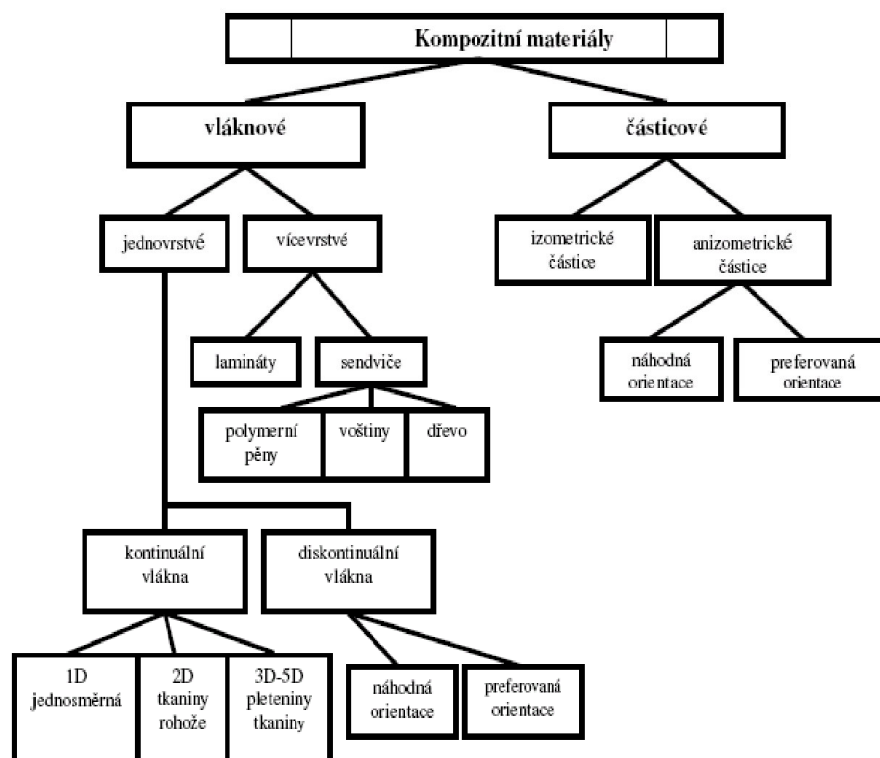 Kompozitní materiály
vláknové
částicové
jednovrstvé
vícevrstvé
izometrické
částice
anizometrické
částice
lamináty
sendviče
náhodná
orientace
preferovaná
orientace
polymerní
pěny
voštiny
dřevo
kontinuální
vlákna
diskontinuální
vlákna
1D
jednosměrná
2D
tkaniny
rohože
3D-5D
pleteniny
tkaniny
náhodná
orientace
preferovaná
orientace